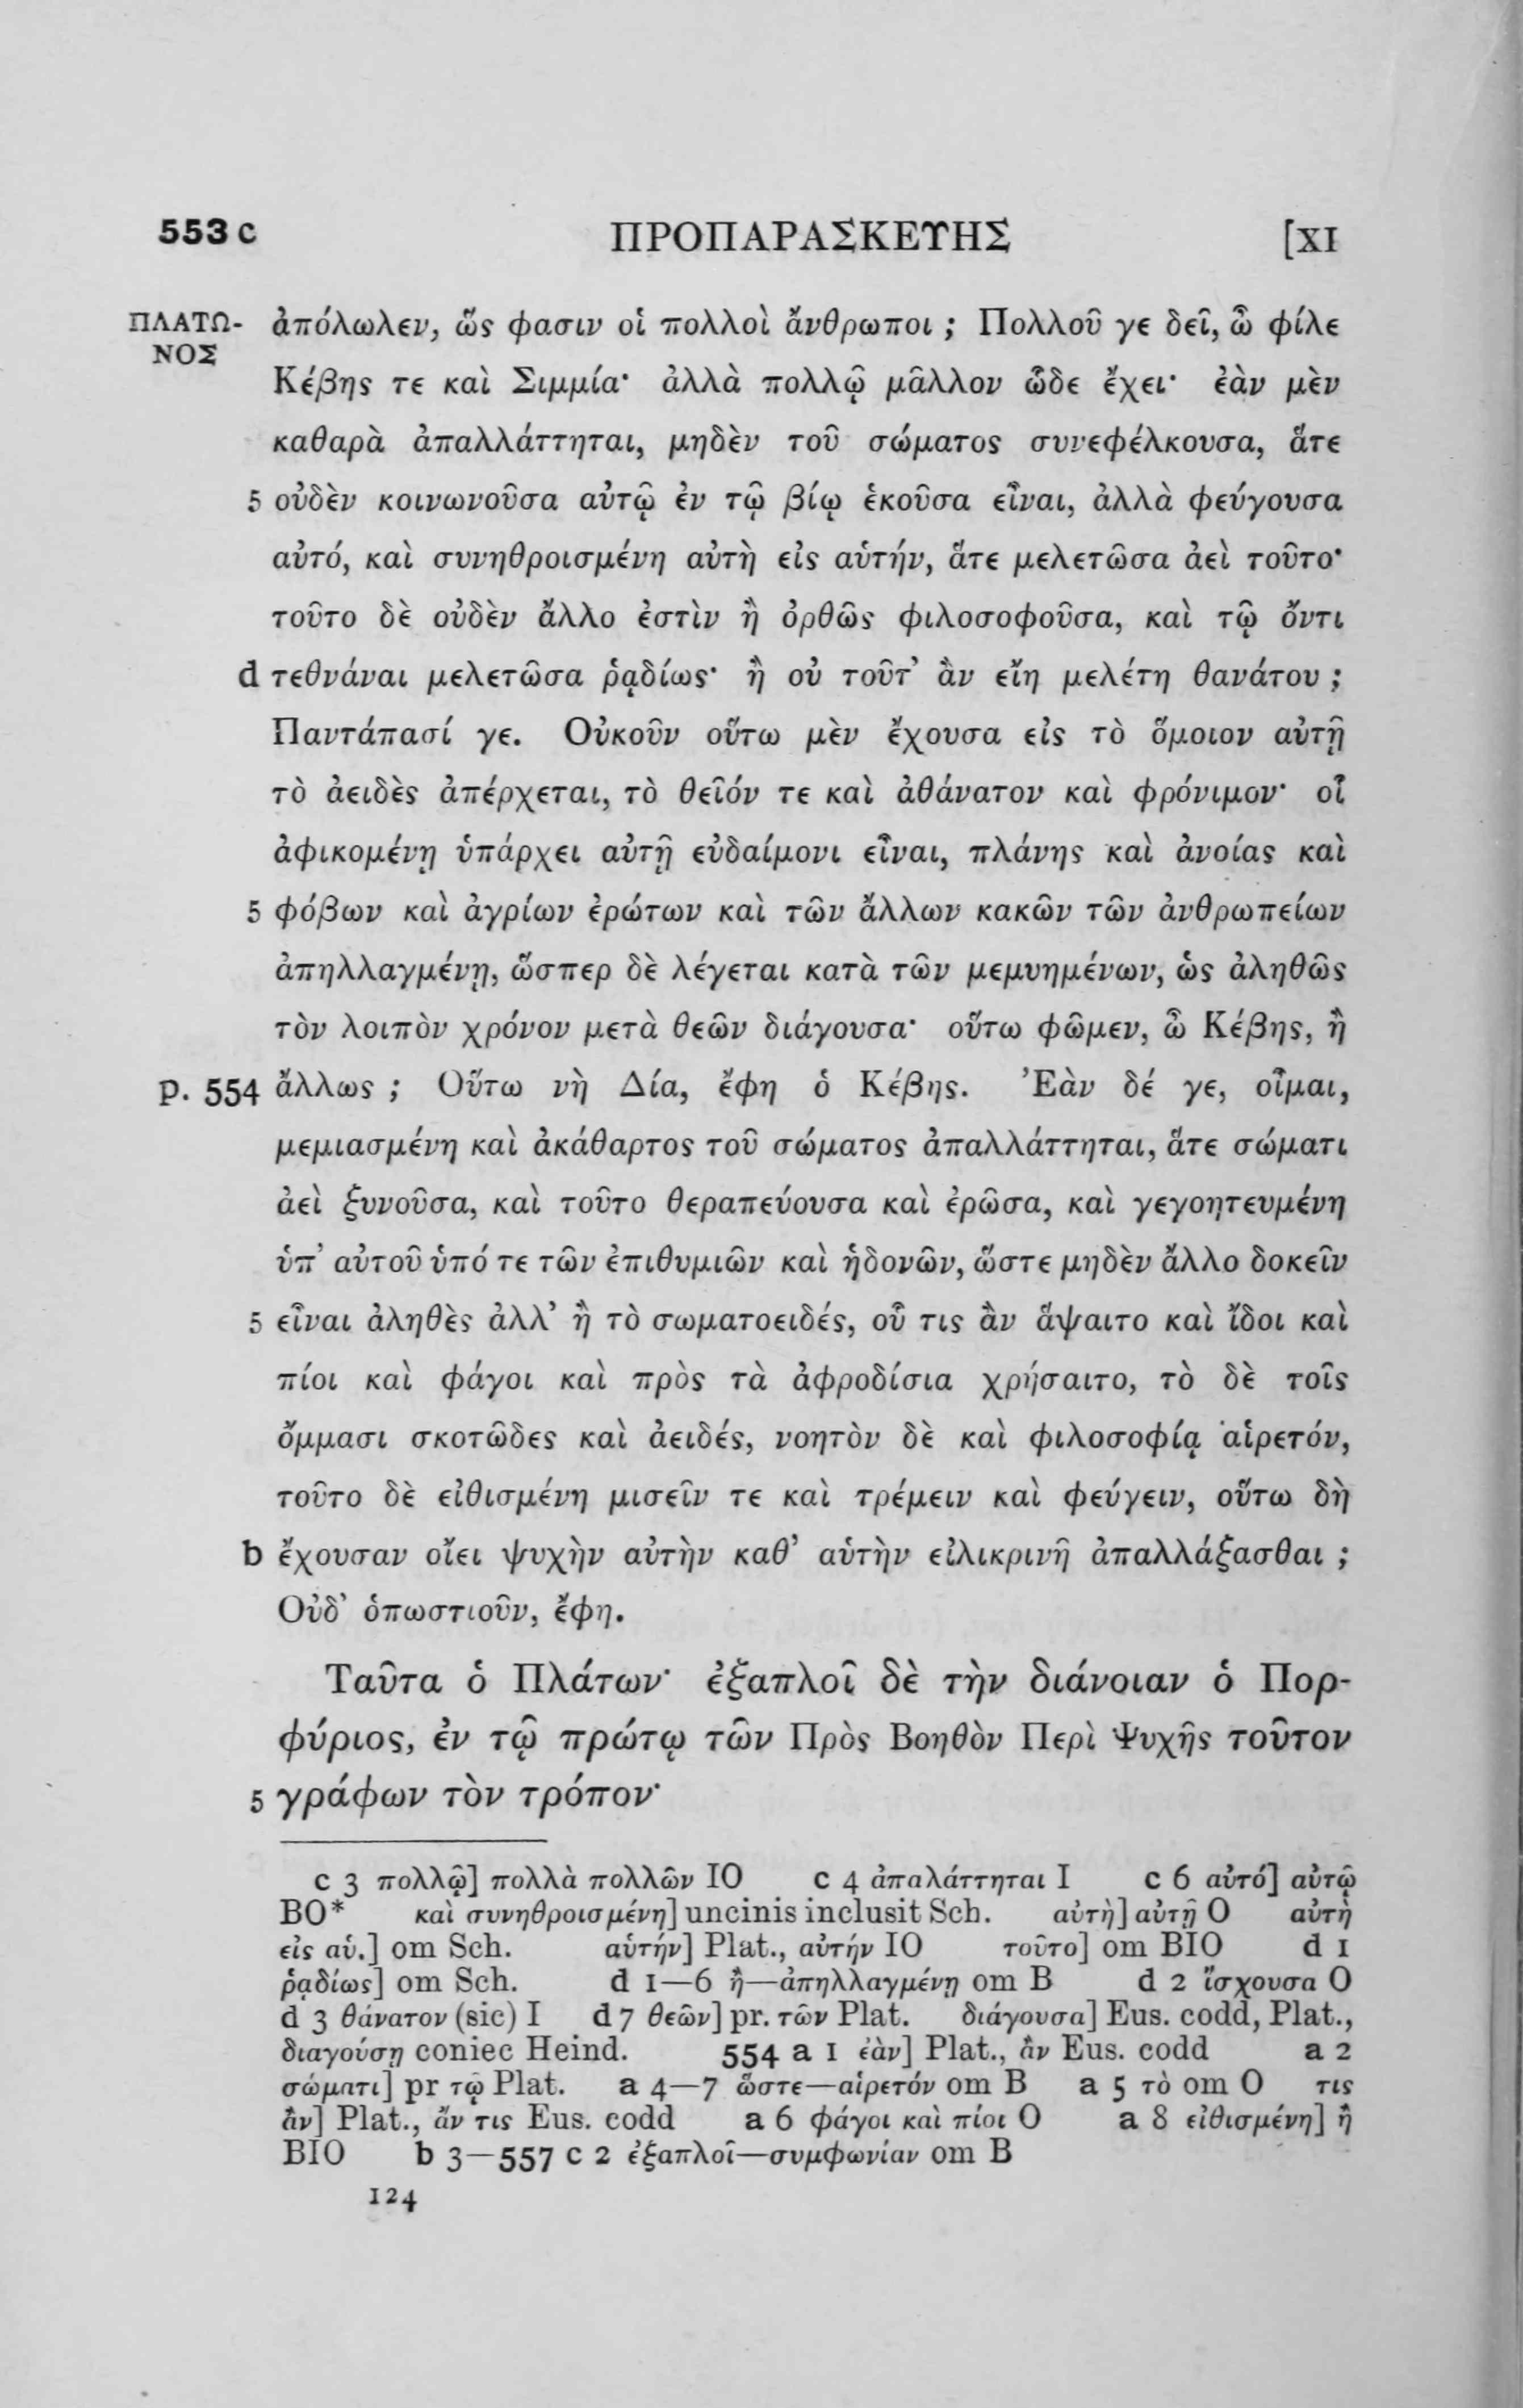 553 c ΠΡΟΠΑΡΑΣΚΕΥΗΣ [XI
ΠΛΑΤΩ- ἀπόλωλεν, ὥς φασιν οἱ πολλοὶ ἄνθρωποι ; Πολλοῦ γε δεῖ, ὦ φίλε
ΝΟΣ
Κέβης τε καὶ Σιμμία· ἀλλὰ πολλῷ μᾶλλον ὧδε ἔχει· ἐὰν μὲν
καθαρὰ ἀπαλλάττηται, μηδὲν τοῦ σώματος συνεφέλκουσα, ἅτε
5 οὐδὲν κοινωνοῦσα αὐτῷ ἐν τῷ βίῳ ἑκοῦσα εἶναι, ἀλλὰ φεύγουσα
αὐτό, καὶ συνηθροισμένη αὐτὴ εἰς αὑτήν, ἅτε μελετῶσα ἀεὶ τοῦτο·
τοῦτο δὲ οὐδὲν ἄλλο ἐστὶν ἢ ὀρθῶς φιλοσοφοῦσα, καὶ τῷ ὄντι
d τεθνάναι μελετῶσα ῥᾳδίως· ἢ οὐ τοῦτ’ ἂν εἴη μελέτη θανάτου ;
Παντάπασί γε. Οὐκοῦν οὕτω μὲν ἔχουσα εἰς τὸ ὅμοιον αὐτῇ
τὸ ἀειδὲς ἀπέρχεται, τὸ θεῖόν τε καὶ ἀθάνατον καὶ φρόνιμον· οἷ
ἀφικομένῃ ὑπάρχει αὐτῇ εὐδαίμονι εἶναι, πλάνης καὶ ἀνοίας καὶ
5 φόβων καὶ ἀγρίων ἐρώτων καὶ τῶν ἄλλων κακῶν τῶν ἀνθρωπείων
ἀπηλλαγμένῃ, ὥσπερ δὲ λέγεται κατὰ τῶν μεμυημένων, ὡς ἀληθῶς
τὸν λοιπὸν χρόνον μετὰ θεῶν διάγουσα· οὕτω φῶμεν, ὦ Κέβης, ἢ
p. 554 ἄλλως ; Οὕτω νὴ Δία, ἔφη ὁ Κέβης. Ἐὰν δέ γε, οἶμαι,
μεμιασμένη καὶ ἀκάθαρτος τοῦ σώματος ἀπαλλάττηται, ἅτε σώματι
ἀεὶ ξυνοῦσα, καὶ τοῦτο θεραπεύουσα καὶ ἐρῶσα, καὶ γεγοητευμένη
ὑπ’ αὐτοῦ ὑπό τε τῶν ἐπιθυμιῶν καὶ ἡδονῶν, ὥστε μηδὲν ἄλλο δοκεῖν
5 εἶναι ἀληθὲς ἀλλ’ ἢ τὸ σωματοειδές, οὗ τις ἂν ἅψαιτο καὶ ἴδοι καὶ
πίοι καὶ φάγοι καὶ πρὸς τὰ ἀφροδίσια χρήσαιτο, τὸ δὲ τοῖς
ὄμμασι σκοτῶδες καὶ ἀειδές, νοητὸν δὲ καὶ φιλοσοφίᾳ αἱρετόν,
τοῦτο δὲ εἰθισμένη μισεῖν τε καὶ τρέμειν καὶ φεύγειν, οὕτω δὴ
b ἔχουσαν οἴει ψυχὴν αὐτὴν καθ’ αὑτὴν εἰλικρινῆ ἀπαλλάξασθαι ;
Οὐδ’ ὁπωστιοῦν, ἔφη.
Ταῦτα ὁ Πλάτων· ἐξαπλοῖ δὲ τὴν διάνοιαν ὁ Πορ-
φύριος, ἐν τῷ πρώτῳ τῶν Πρὸς Βοηθὸν Περὶ Ψυχῆς τοῦτον
5 γράφων τὸν τρόπον·
c 3 πολλῷ] πολλὰ πολλῶν IO c 4 ἀπαλάττηται I c 6 αὐτό] αὐτῷ
BO* καὶ συνηθροισμένη] uncinis inclusit Sch. αὐτὴ] αὐτῇ O αὐτὴ
εἰς αὑ.] om Sch. αὑτήν] Plat., αὐτήν IO τοῦτο] om BIO d 1
ῥᾳδίως] om Sch. d 1—6 ἢ—ἀπηλλαγμένῃ om B d 2 ἴσχουσα O
d 3 θάνατον (sic) I d 7 θεῶν] pr. τῶν Plat. διάγουσα] Eus. codd, Plat.,
διαγούσῃ coniec Heind. 554 a 1 ἐὰν] Plat., ἂν Eus. codd a 2
σώματι] pr τῷ Plat. a 4—7 ὥστε—αἱρετόν om B a 5 τὸ om O τις
ἂν] Plat., ἄν τις Eus. codd a 6 φάγοι καὶ πίοι O a 8 εἰθισμένη] ἢ
BIO b 3—557 c 2 ἐξαπλοῖ—συμφωνίαν om B
124